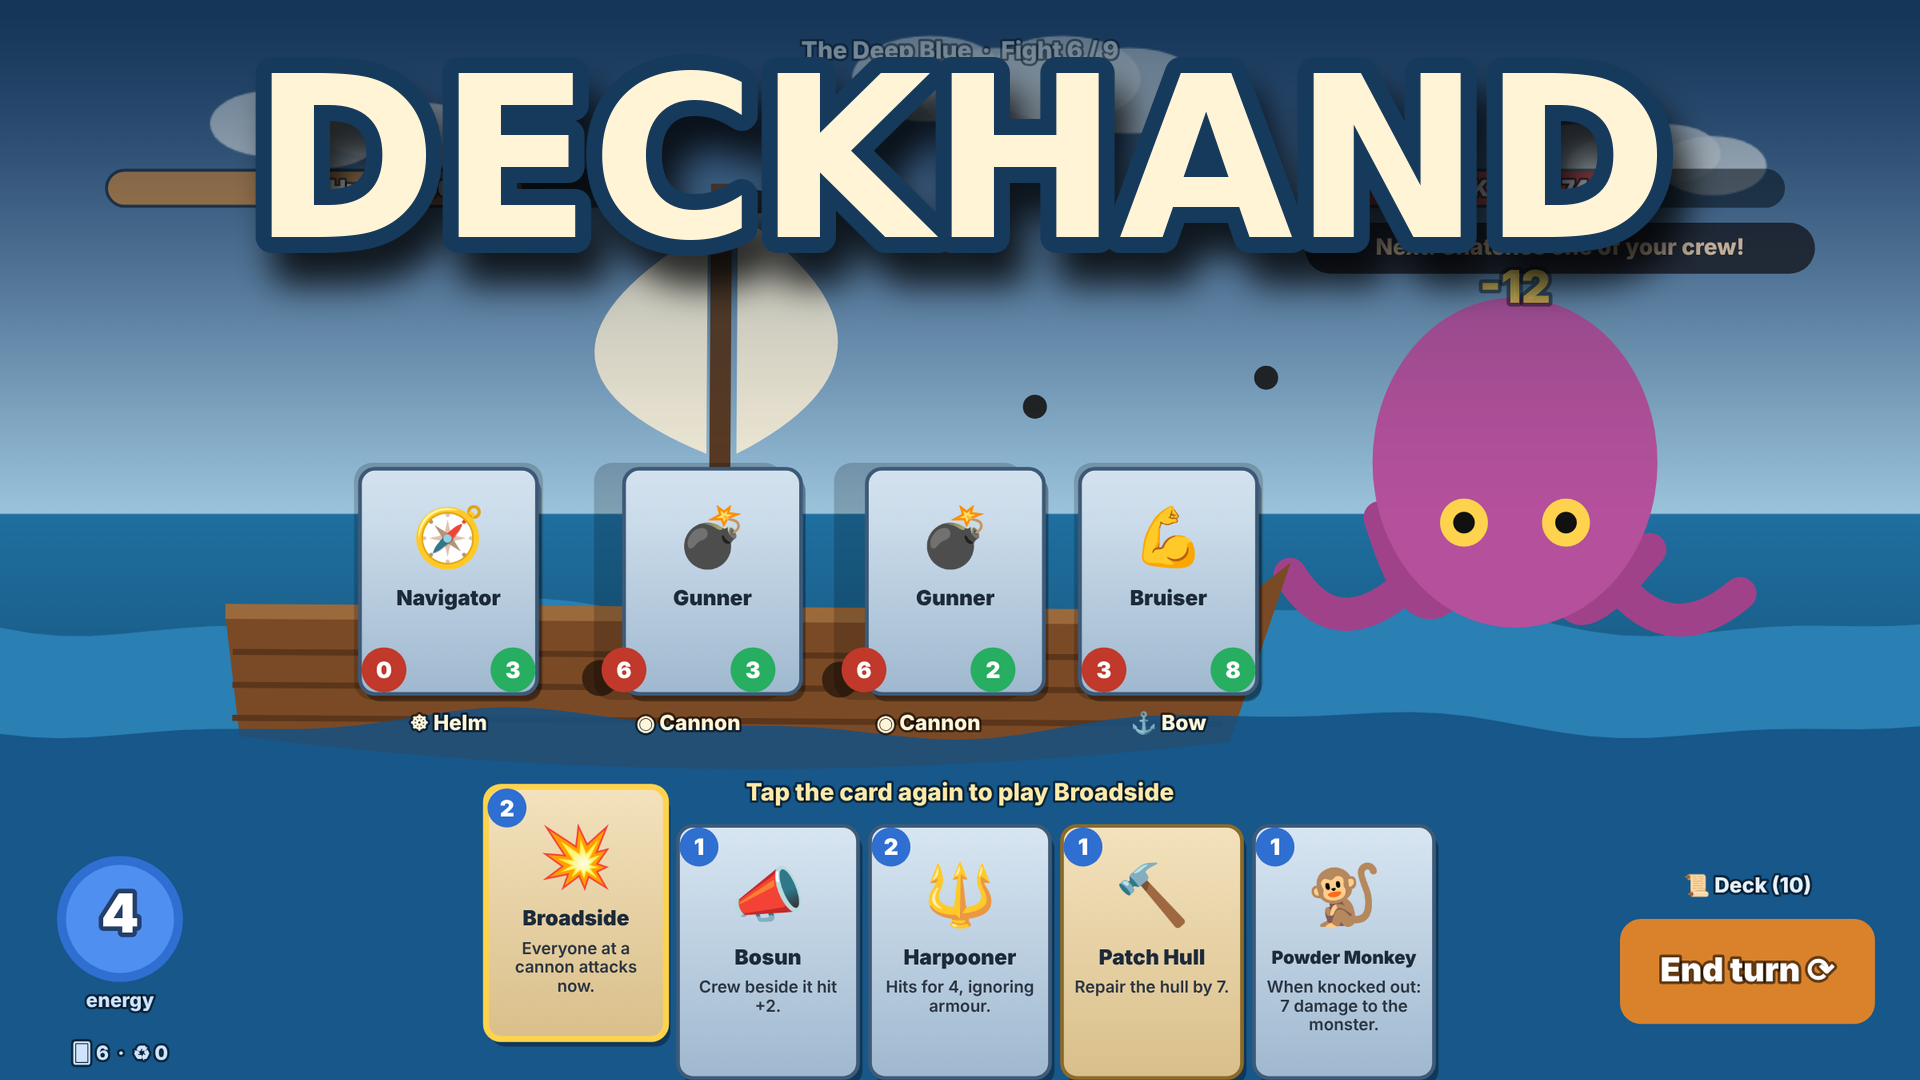 The Deep Blue · Fight 6/9
DECKHAND
of your crew!
-12
Navigator
0
3
Gunner
6
3
Gunner
6
2
Bruiser
3
8
☸ Helm
◉ Cannon
◉ Cannon
⚓ Bow
Tap the card again to play Broadside
2
Broadside
Everyone at a
cannon attacks
now.
1
Bosun
Crew beside it hit
+2.
2
Harpooner
Hits for 4, ignoring
armour.
1
Patch Hull
Repair the hull by 7.
1
Powder Monkey
When knocked out:
7 damage to the
monster.
4
energy
6 · ♻ 0
Deck (10)
End turn ⟳